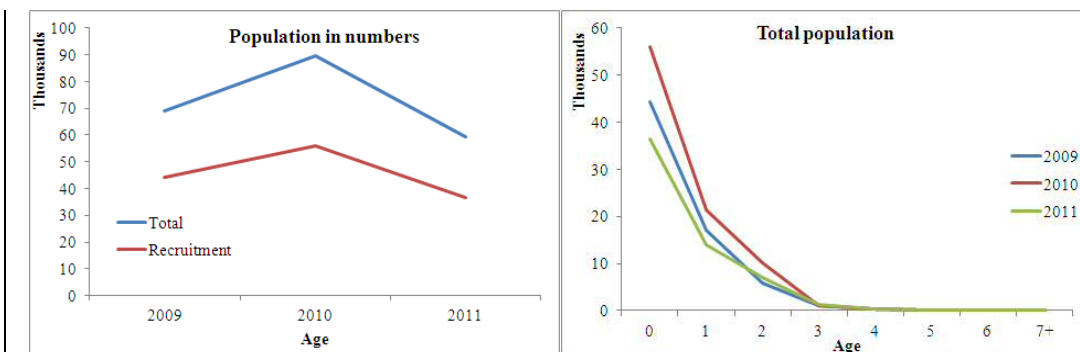 Population in numbers
Thousands
100
90
80
70
60
50
40
30
20
10
0
Total
Recruitment
2009 2010 2011
Age
Total population
Thousands
60
50
40
30
20
10
0
2009
2010
2011
0 1 2 3 4 5 6 7+
Age